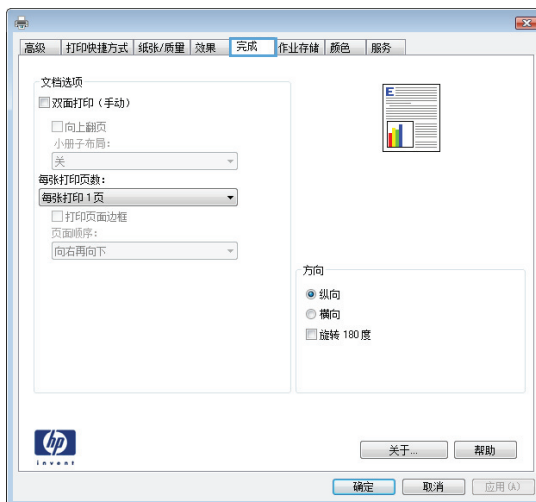 高级 打印快捷方式 纸张/质量 效果 完成 作业存储 颜色 服务
文档选项
双面打印（手动）
向上翻页
小册子布局：
关
每张打印页数：
每张打印 1 页
打印页面边框
页面顺序：
向右再向下
E
方向
纵向
横向
旋转 180 度
hp
invent
关于... 帮助
确定 取消 应用(A)